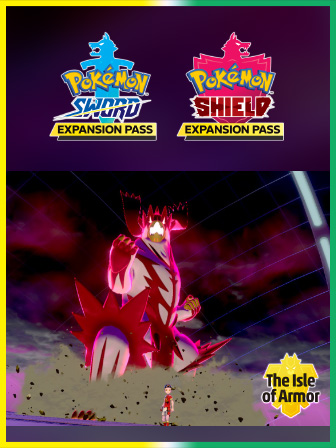 POKÉMON
SWORD
EXPANSION PASS
POKÉMON
SHIELD
EXPANSION PASS
The Isle
of Armor